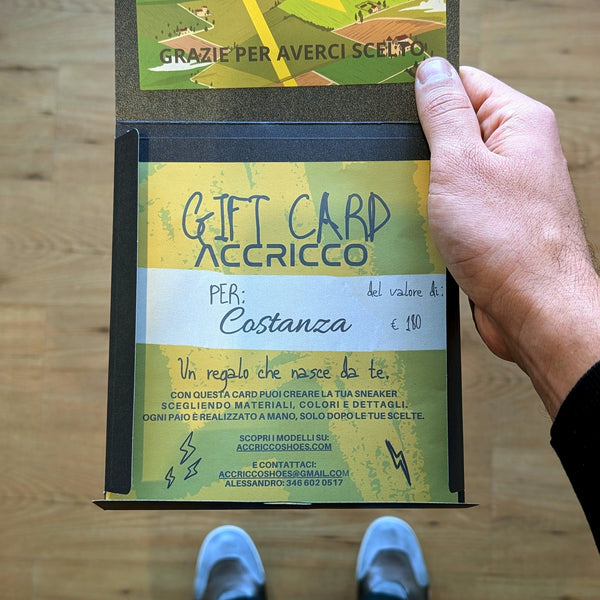 GRAZIE PER AVERCI SCELTO
GIFT CARD
ACCRICCO
PER:
del valore di:
Costanza
€ 180
Un regalo che nasce da te.
CON QUESTA CARD PUOI CREARE LA TUA SNEAKER
SCEGLIENDO MATERIALI, COLORI E DETTAGLI.
OGNI PAIO È REALIZZATO A MANO, SOLO DOPO LE TUE SCELTE.
SCOPRI I MODELLI SU:
ACCRICCOSHOES.COM
E CONTATTACI:
ACCRICCOSHOES@GMAIL.COM
ALESSANDRO: 346 602 0517